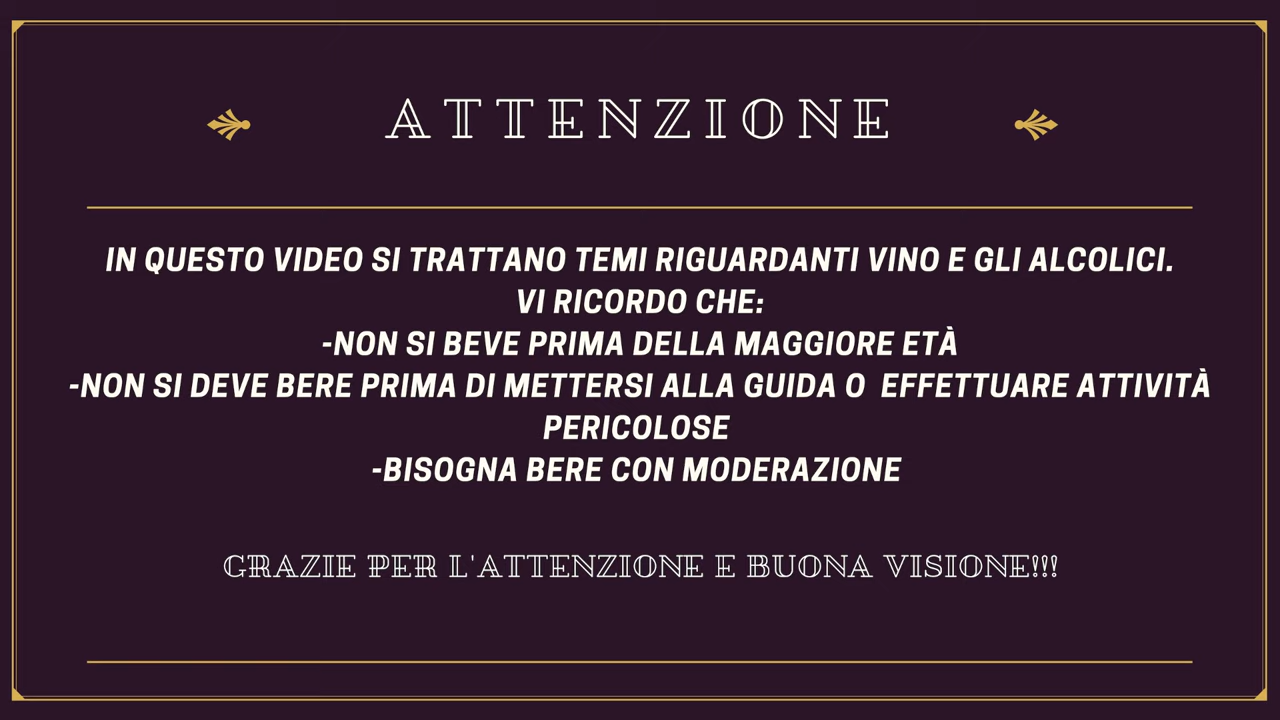 ATTENZIONE
IN QUESTO VIDEO SI TRATTANO TEMI RIGUARDANTI VINO E GLI ALCOLICI.
VI RICORDO CHE:
-NON SI BEVE PRIMA DELLA MAGGIORE ETÀ
-NON SI DEVE BERE PRIMA DI METTERSI ALLA GUIDA O EFFETTUARE ATTIVITÀ
PERICOLOSE
-BISOGNA BERE CON MODERAZIONE
GRAZIE PER L'ATTENZIONE E BUONA VISIONE!!!